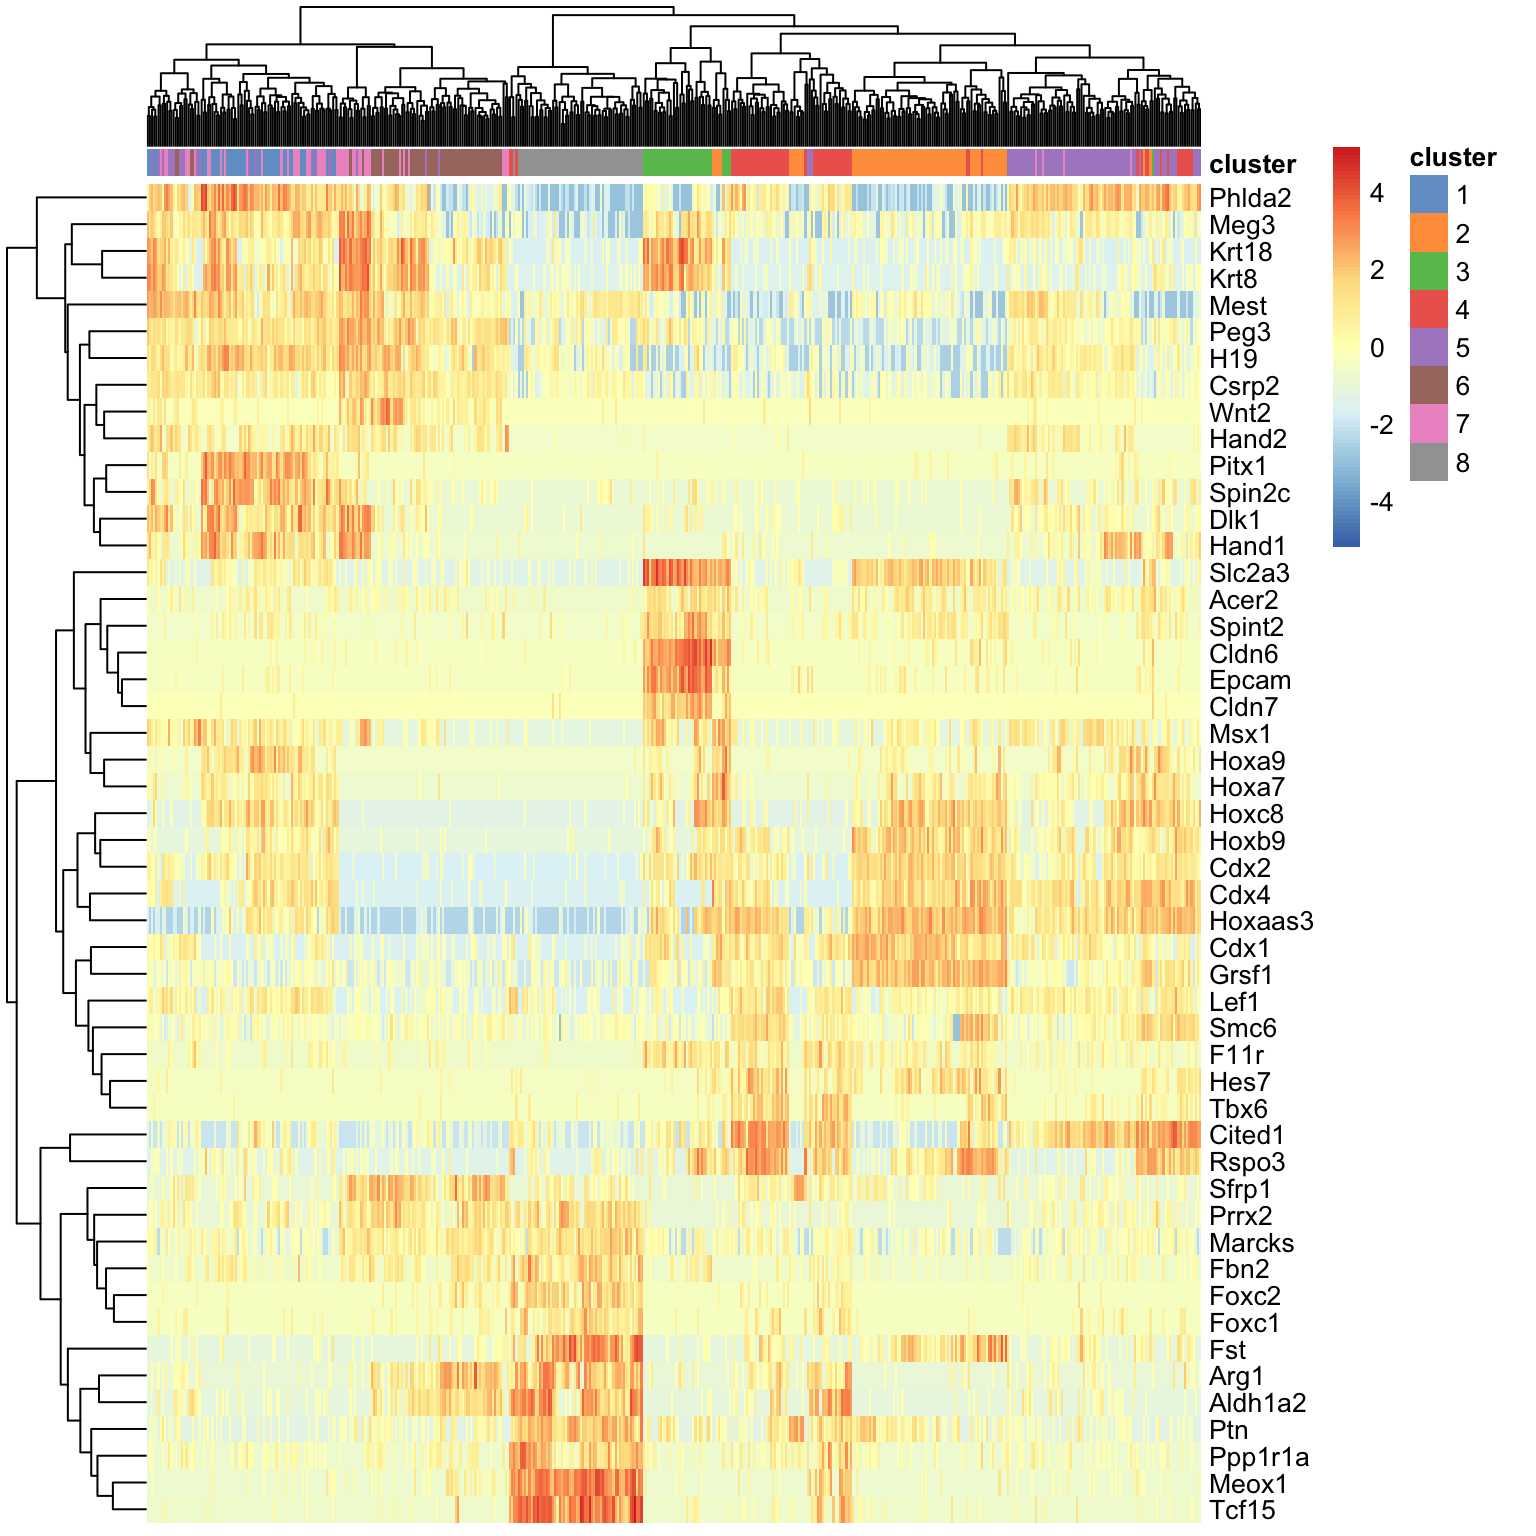 cluster
Phlda2
Meg3
Krt18
Krt8
Mest
Peg3
H19
Csrp2
Wnt2
Hand2
Pitx1
Spin2c
Dlk1
Hand1
Slc2a3
Acer2
Spint2
Cldn6
Epcam
Cldn7
Msx1
Hoxa9
Hoxa7
Hoxc8
Hoxb9
Cdx2
Cdx4
Hoxaas3
Cdx1
Grsf1
Lef1
Smc6
F11r
Hes7
Tbx6
Cited1
Rspo3
Sfrp1
Prrx2
Marcks
Fbn2
Foxc2
Foxc1
Fst
Arg1
Aldh1a2
Ptn
Ppp1r1a
Meox1
Tcf15
4
2
0
-2
-4
cluster
1
2
3
4
5
6
7
8